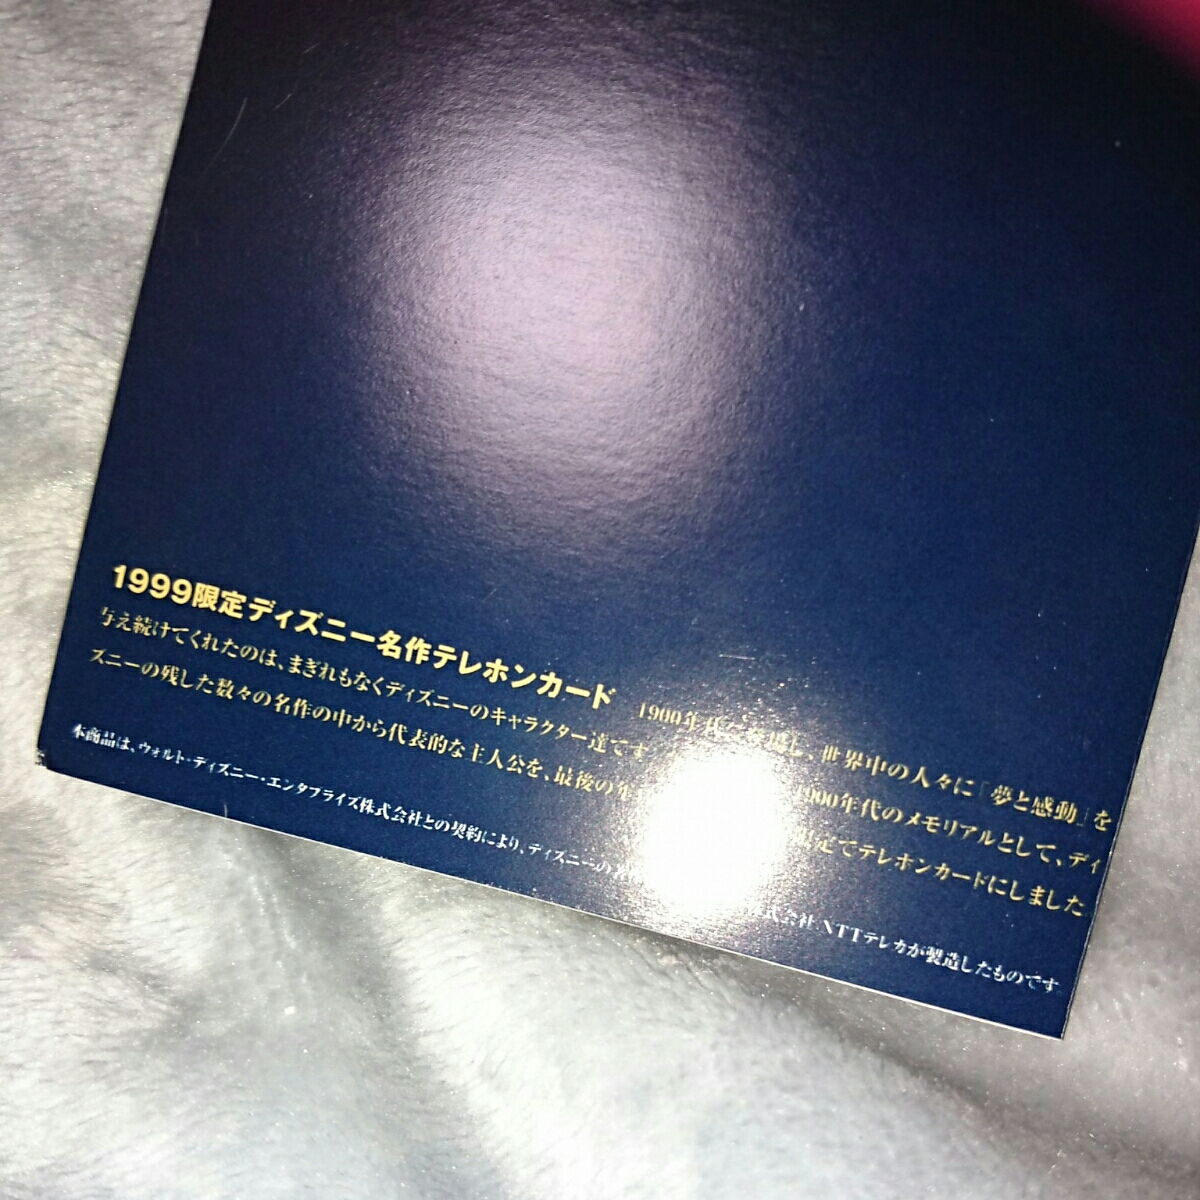 1999限定ディズニー名作テレホンカード 1900年代に登場し、世界中の人々に「夢と感動」を
与え続けてくれたのは、まぎれもなくディズニーのキャラクター達です 1900年代のメモリアルとして、ディ
ズニーの残した数々の名作の中から代表的な主人公を、最後の年 限定でテレホンカードにしました
本商品は、ウォルト・ディズニー・エンタプライズ株式会社との契約により、ディズニーの 株式会社NTTテレカが製造したものです